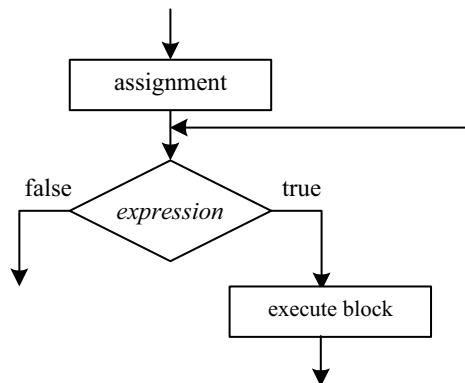 assignment
false
true
expression
execute block